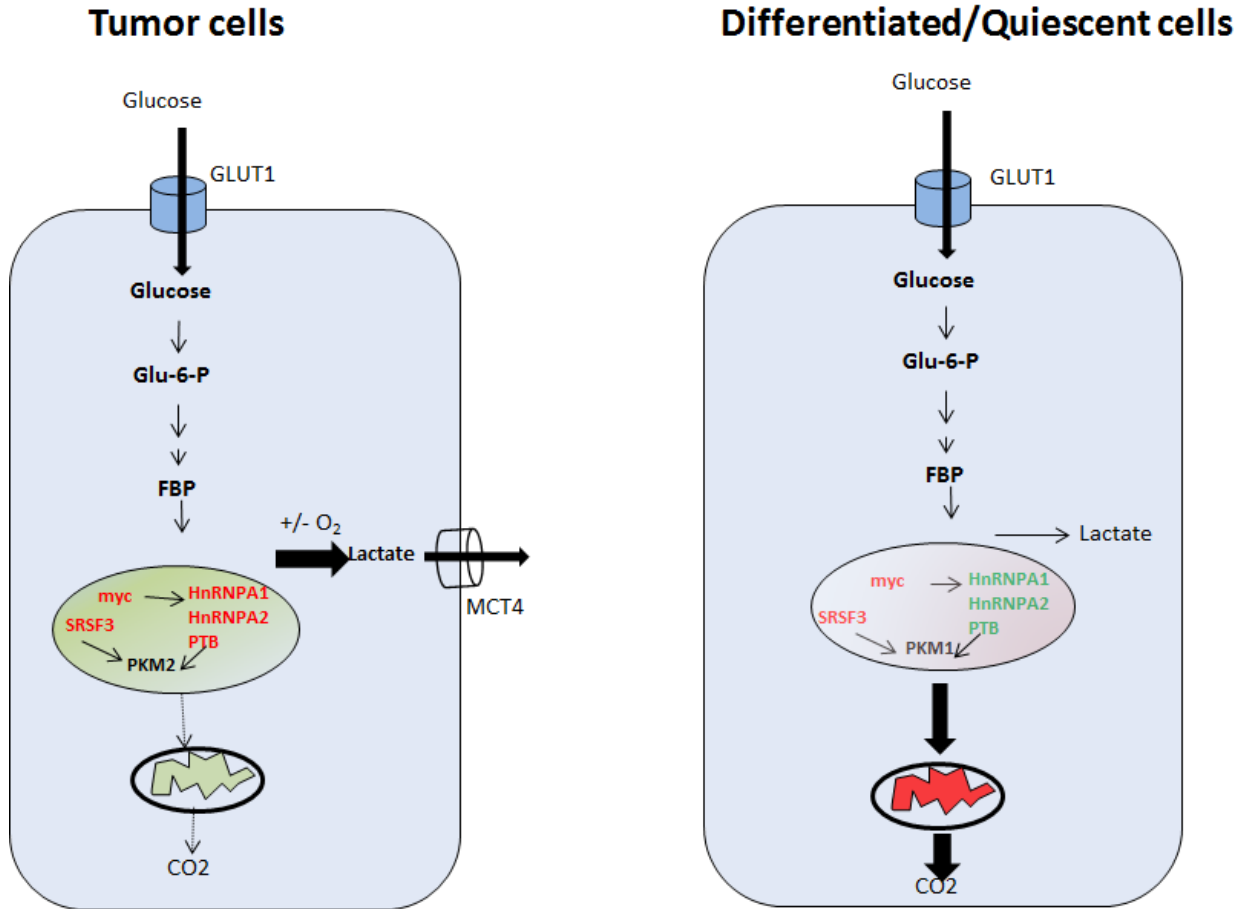 Tumor cells
Glucose
GLUT1
Glucose
Glu-6-P
FBP
+/- O2
Lactate
MCT4
myc
HnRNPA1
HnRNPA2
SRSF3
PTB
PKM2
CO2
Differentiated/Quiescent cells
Glucose
GLUT1
Glucose
Glu-6-P
FBP
Lactate
myc
HnRNPA1
HnRNPA2
SRSF3
PTB
PKM1
CO2